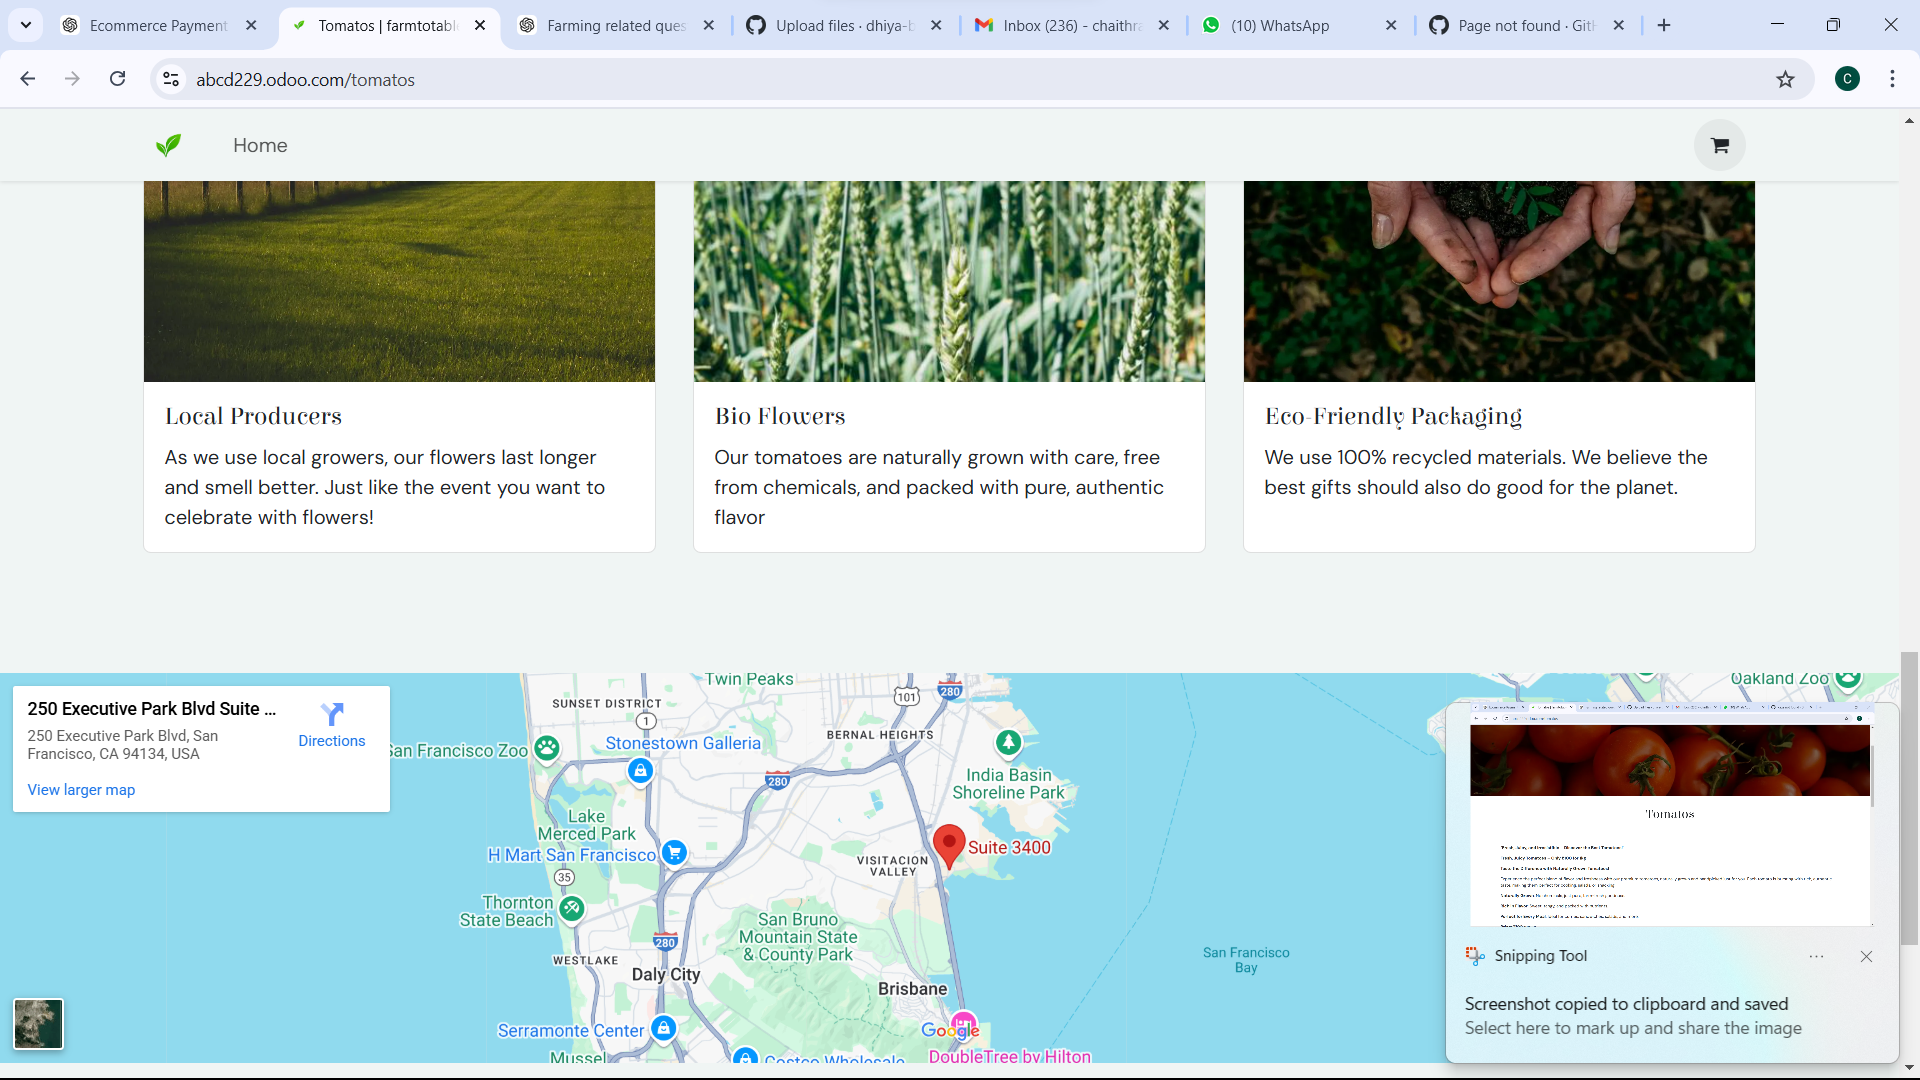 Ecommerce Payment
Tomatos | farmtotable
Farming related ques
Upload files · dhiya-b
Inbox (236) - chaithra
(10) WhatsApp
Page not found · Gith
abcd229.odoo.com/tomatos
C
Home
Local Producers
As we use local growers, our flowers last longer
and smell better. Just like the event you want to
celebrate with flowers!
Bio Flowers
Our tomatoes are naturally grown with care, free
from chemicals, and packed with pure, authentic
flavor
Eco-Friendly Packaging
We use 100% recycled materials. We believe the
best gifts should also do good for the planet.
250 Executive Park Blvd Suite ...
250 Executive Park Blvd, San
Francisco, CA 94134, USA
Directions
View larger map
Twin Peaks
SUNSET DISTRICT
1
101
280
Oakland Zoo
San Francisco Zoo
Stonestown Galleria
BERNAL HEIGHTS
280
India Basin
Shoreline Park
Lake
Merced Park
H Mart San Francisco
VISITACION
VALLEY
Suite 3400
35
Thornton
State Beach
280
San Bruno
Mountain State
& County Park
San Francisco
Bay
WESTLAKE
Daly City
Brisbane
Serramonte Center
Google
Mussel
Costco Wholesale
DoubleTree by Hilton
Tomatos
Snipping Tool
Screenshot copied to clipboard and saved
Select here to mark up and share the image